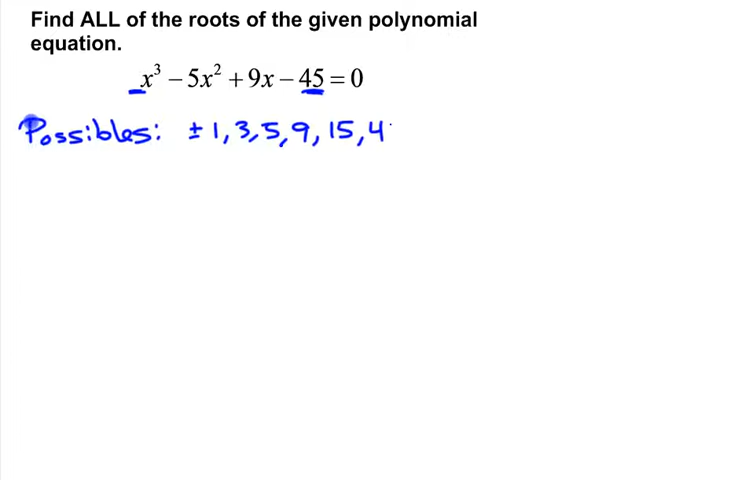 Find ALL of the roots of the given polynomial
equation.
x³ − 5x² + 9x − 45 = 0
Possibles: ± 1, 3, 5, 9, 15, 4